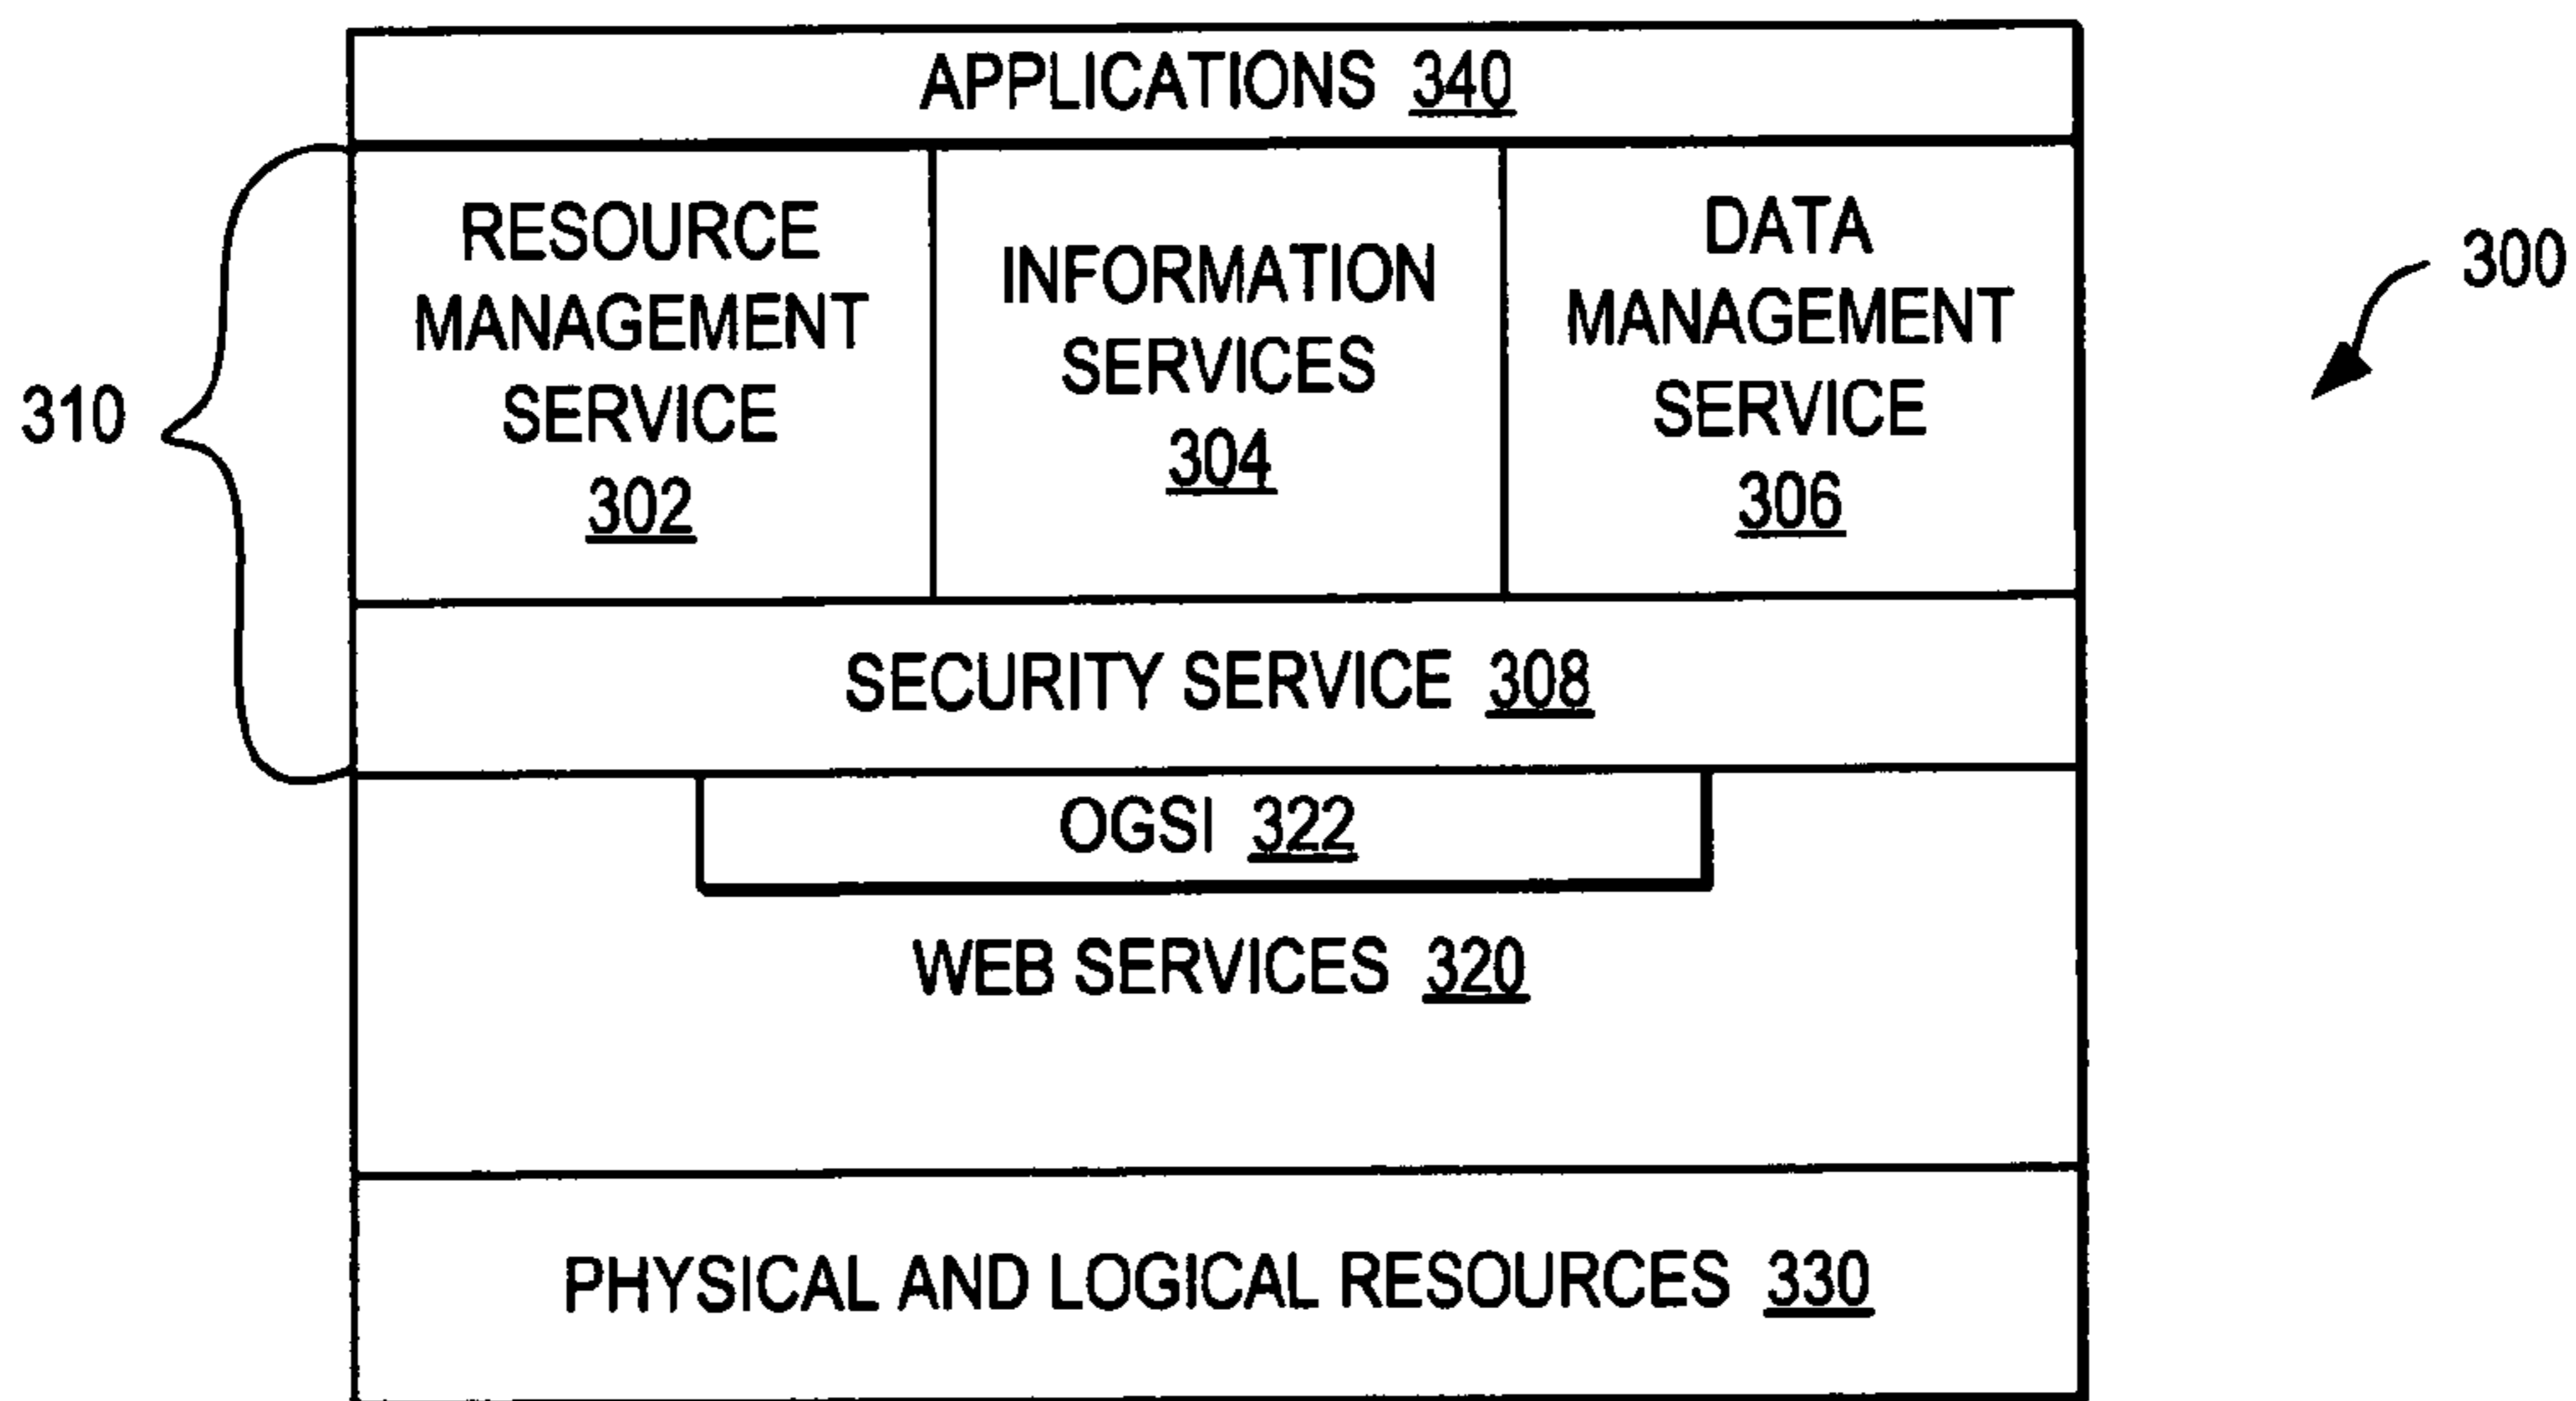 APPLICATIONS 340
RESOURCE
MANAGEMENT
SERVICE
302
INFORMATION
SERVICES
304
DATA
MANAGEMENT
SERVICE
306
300
310
SECURITY SERVICE 308
OGSI 322
WEB SERVICES 320
PHYSICAL AND LOGICAL RESOURCES 330